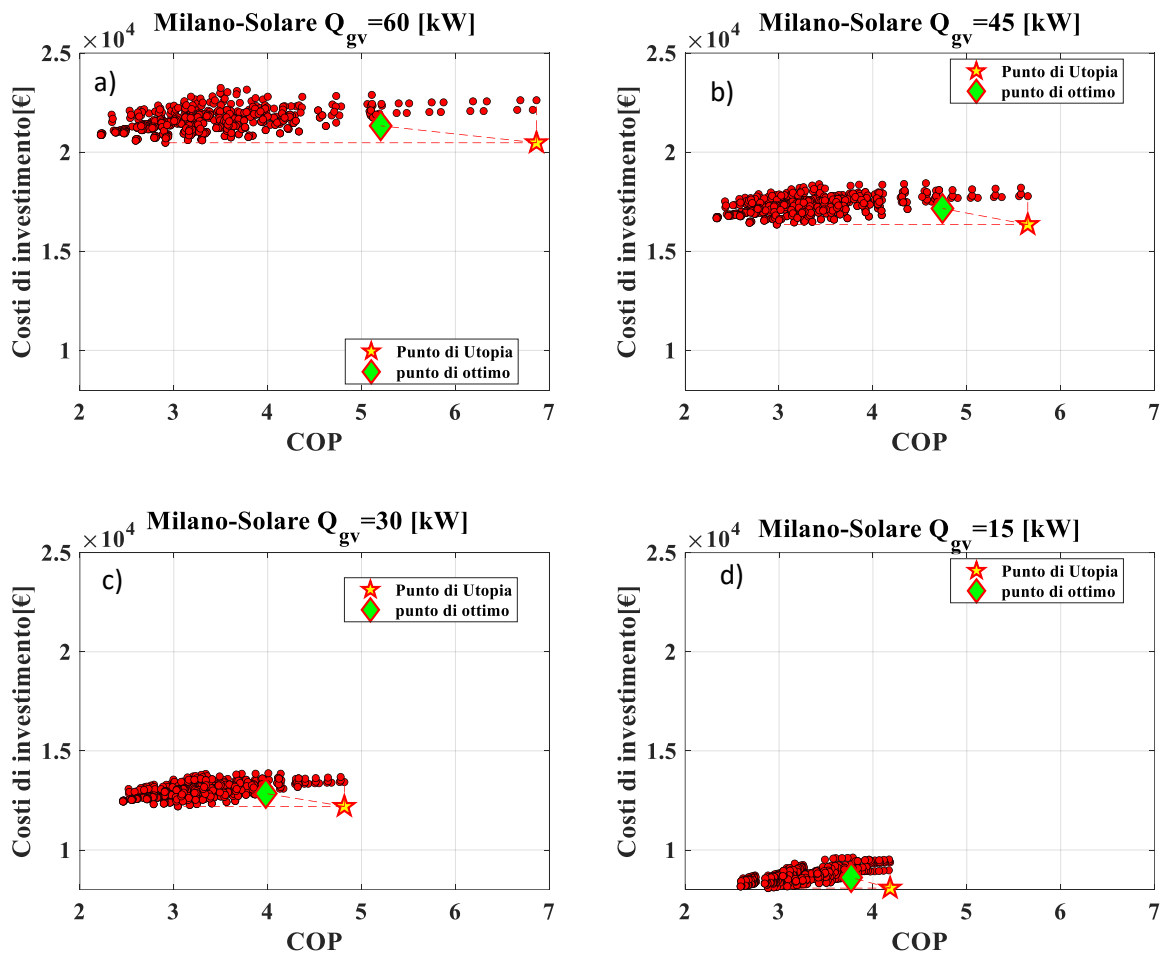 Milano-Solare Q_gv=60 [kW]
×10^4
a)
2.5
2
1.5
1
Costi di investimento[€]
Punto di Utopia
punto di ottimo
2 3 4 5 6 7
COP
Milano-Solare Q_gv=45 [kW]
×10^4
b)
2.5
2
1.5
1
Costi di investimento[€]
Punto di Utopia
punto di ottimo
2 3 4 5 6 7
COP
Milano-Solare Q_gv=30 [kW]
×10^4
c)
2.5
2
1.5
1
Costi di investimento[€]
Punto di Utopia
punto di ottimo
2 3 4 5 6 7
COP
Milano-Solare Q_gv=15 [kW]
×10^4
d)
2.5
2
1.5
1
Costi di investimento[€]
Punto di Utopia
punto di ottimo
2 3 4 5 6 7
COP